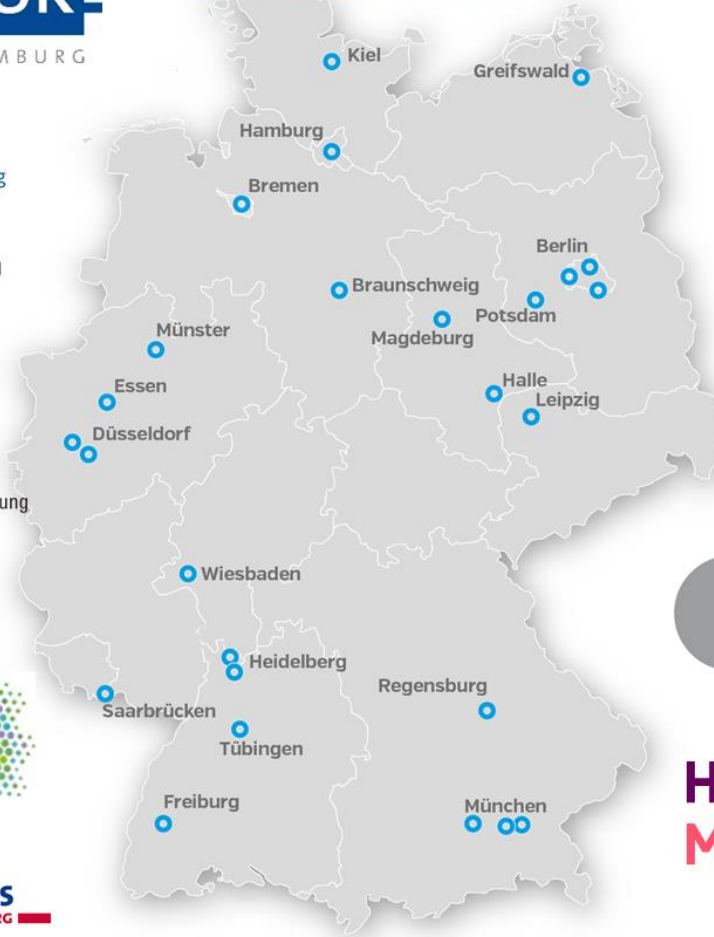 MBURG
g
Kiel
Greifswald
Hamburg
Bremen
Berlin
Braunschweig
Potsdam
Magdeburg
Münster
Essen
Halle
Leipzig
Düsseldorf
ung
Wiesbaden
Heidelberg
Regensburg
Saarbrücken
Tübingen
H
M
Freiburg
München
S
RG